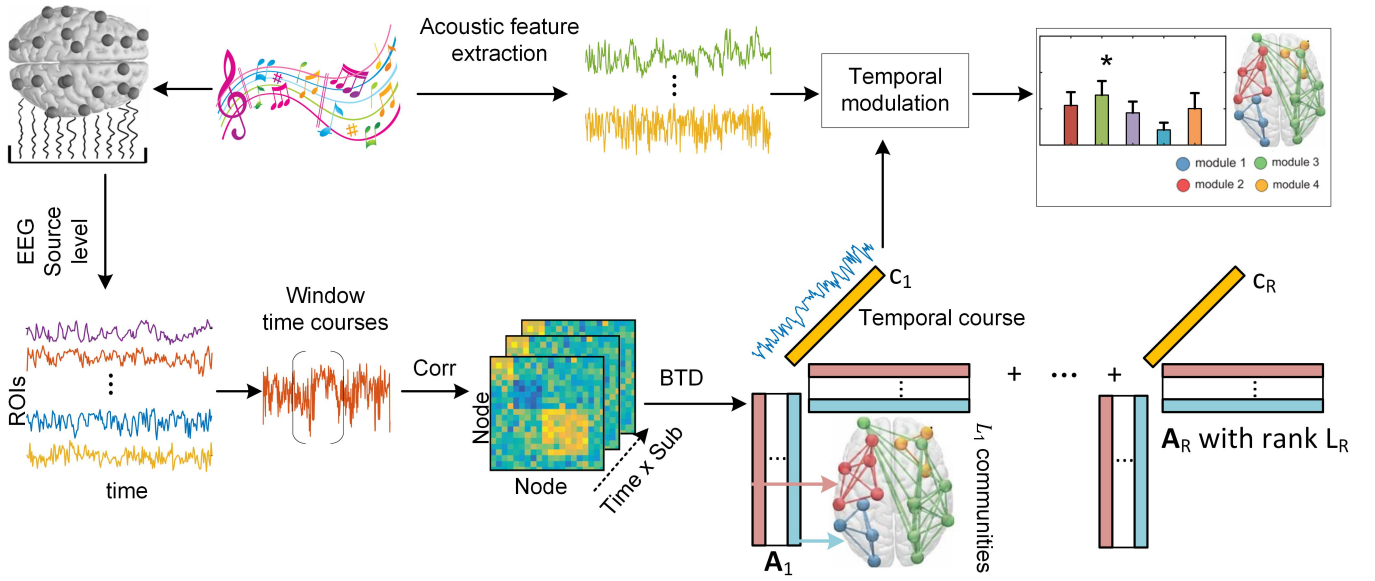 Acoustic feature
extraction
Temporal
modulation
*
module 1
module 3
module 2
module 4
EEG
Source
level
ROIs
time
Window
time courses
Corr
Node
Node
Time x Sub
BTD
c1
Temporal course
A1
L1 communities
+ ... +
cR
AR with rank LR